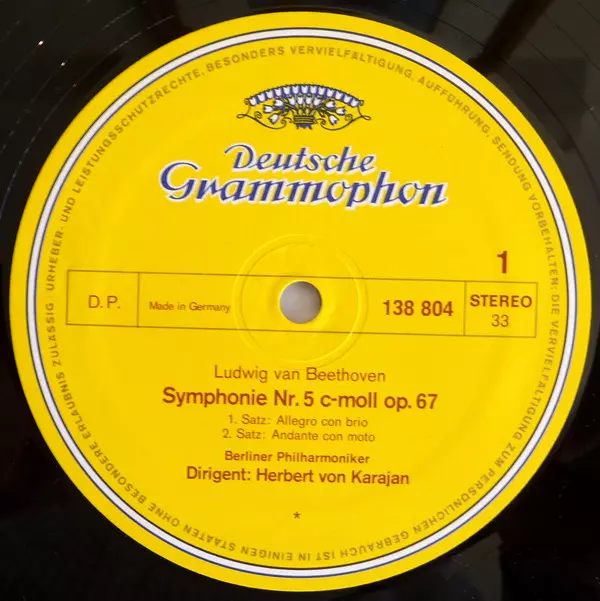 Deutsche
Grammophon
1
D. P.
Made in Germany
138 804
STEREO
33
Ludwig van Beethoven
Symphonie Nr. 5 c-moll op. 67
1. Satz: Allegro con brio
2. Satz: Andante con moto
Berliner Philharmoniker
Dirigent: Herbert von Karajan
*
URHEBER- UND LEISTUNGSSCHUTZRECHTE, BESONDERS VERVIELFÄLTIGUNG, AUFFÜHRUNG, SENDUNG VORBEHALTEN; DIE VERVIELFÄLTIGUNG ZUM PERSÖNLICHEN GEBRAUCH IST IN EINIGEN STAATEN OHNE BESONDERE ERLAUBNIS ZULÄSSIG